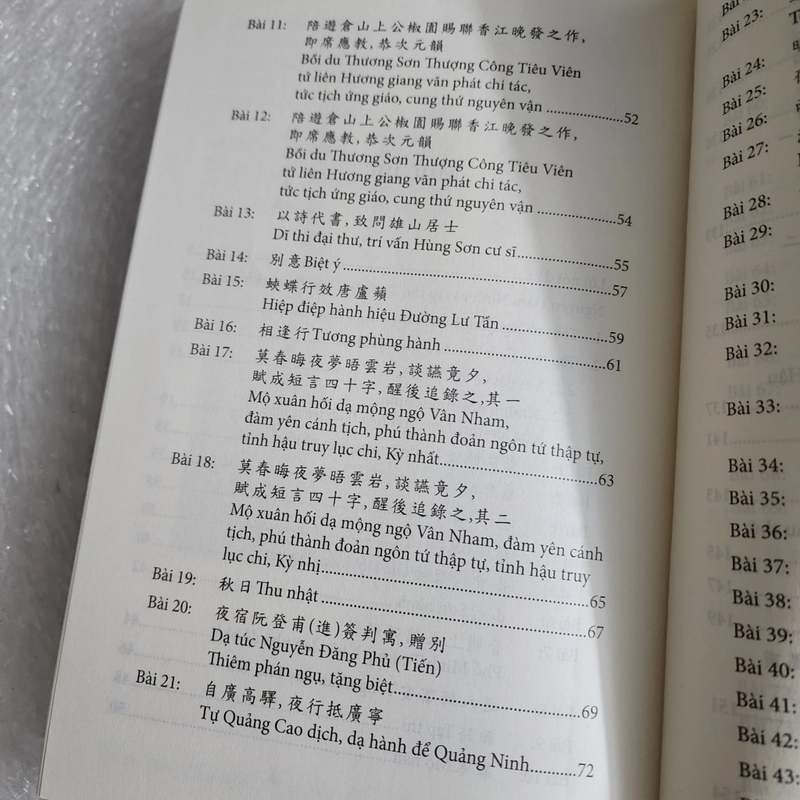 Bài 11: 陪遊倉山上公椒園賜聯香江晚發之作,
即席應教, 恭次元韻
Bồi du Thương Sơn Thượng Công Tiêu Viên
tứ liên Hương giang vãn phát chi tác,
tức tịch ứng giáo, cung thứ nguyên vận ..................52
Bài 12: 陪遊倉山上公椒園賜聯香江晚發之作,
即席應教, 恭次元韻
Bồi du Thương Sơn Thượng Công Tiêu Viên
tứ liên Hương giang vãn phát chi tác,
tức tịch ứng giáo, cung thứ nguyên vận ..................54
Bài 13: 以詩代書, 致問雄山居士
Dĩ thi đại thư, trí vấn Hùng Sơn cư sĩ......................55
Bài 14: 別意Biệt ý......................57
Bài 15: 蛺蝶行效唐盧蘋
Hiệp điệp hành hiệu Đường Lư Tần......................59
Bài 16: 相逢行Tương phùng hành......................61
Bài 17: 莫春晦夜夢晤雲岩, 談讌竟夕,
賦成短言四十字, 醒後追錄之, 其一
Mộ xuân hối dạ mộng ngộ Vân Nham,
đàm yên cánh tịch, phú thành đoản ngôn tứ thập tự,
tỉnh hậu truy lục chi, Kỳ nhất......................63
Bài 18: 莫春晦夜夢晤雲岩, 談讌竟夕,
賦成短言四十字, 醒後追錄之, 其二
Mộ xuân hối dạ mộng ngộ Vân Nham, đàm yên cánh
tịch, phú thành đoản ngôn tứ thập tự, tỉnh hậu truy
lục chi, Kỳ nhị......................65
Bài 19: 秋日Thu nhật......................67
Bài 20: 夜宿阮登甫(進)簽判寓, 贈別
Dạ túc Nguyễn Đăng Phủ (Tiến)
Thiêm phán ngụ, tặng biệt......................69
Bài 21: 自廣高驛, 夜行抵廣寧
Tự Quảng Cao dịch, dạ hành để Quảng Ninh............72
Bài 23:
Bài 24:
Bài 25:
Bài 26:
Bài 27:
Bài 28:
Bài 29:
Bài 30:
Bài 31:
Bài 32:
Bài 33:
Bài 34:
Bài 35:
Bài 36:
Bài 37:
Bài 38:
Bài 39:
Bài 40:
Bài 41:
Bài 42:
Bài 43: